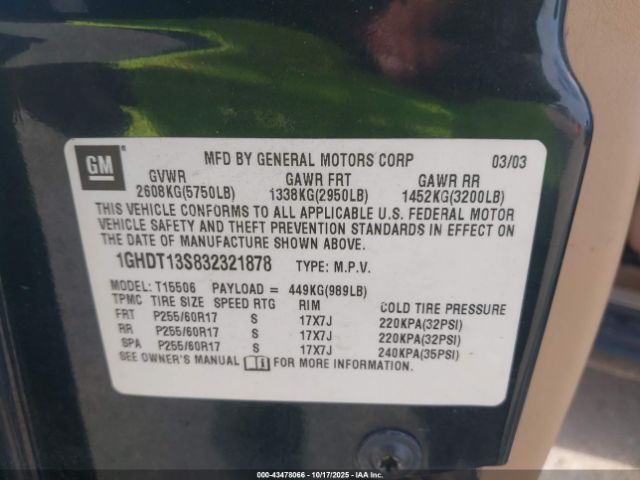 GM
MFD BY GENERAL MOTORS CORP 03/03
GVWR GAWR FRT GAWR RR
2608KG(5750LB) 1338KG(2950LB) 1452KG(3200LB)
THIS VEHICLE CONFORMS TO ALL APPLICABLE U.S. FEDERAL MOTOR
VEHICLE SAFETY AND THEFT PREVENTION STANDARDS IN EFFECT ON
THE DATE OF MANUFACTURE SHOWN ABOVE.
1GHDT13S832321878 TYPE: M.P.V.
MODEL: T15506 PAYLOAD = 449KG(989LB)
TPMC TIRE SIZE SPEED RTG RIM COLD TIRE PRESSURE
FRT P255/60R17 S 17X7J 220KPA(32PSI)
RR P255/60R17 S 17X7J 220KPA(32PSI)
SPA P255/60R17 S 17X7J 240KPA(35PSI)
SEE OWNER'S MANUAL FOR MORE INFORMATION.
000-43478066 - 10/17/2025 - www.iaai.com